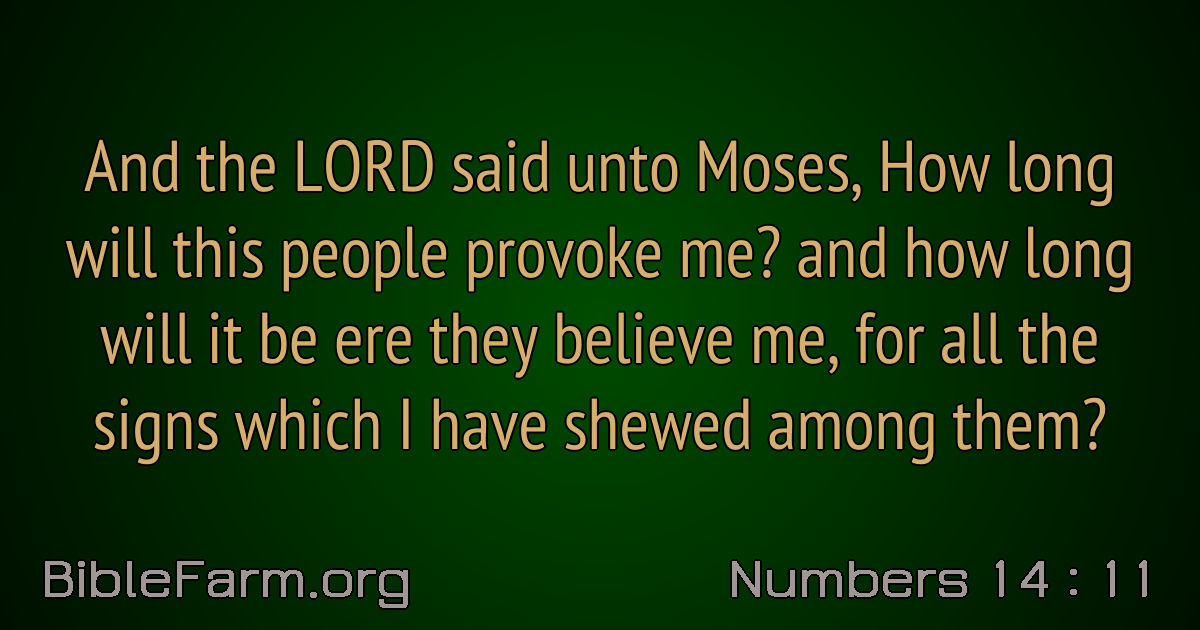 And the LORD said unto Moses, How long
will this people provoke me? and how long
will it be ere they believe me, for all the
signs which I have shewed among them?
BibleFarm.org
Numbers 14 : 11